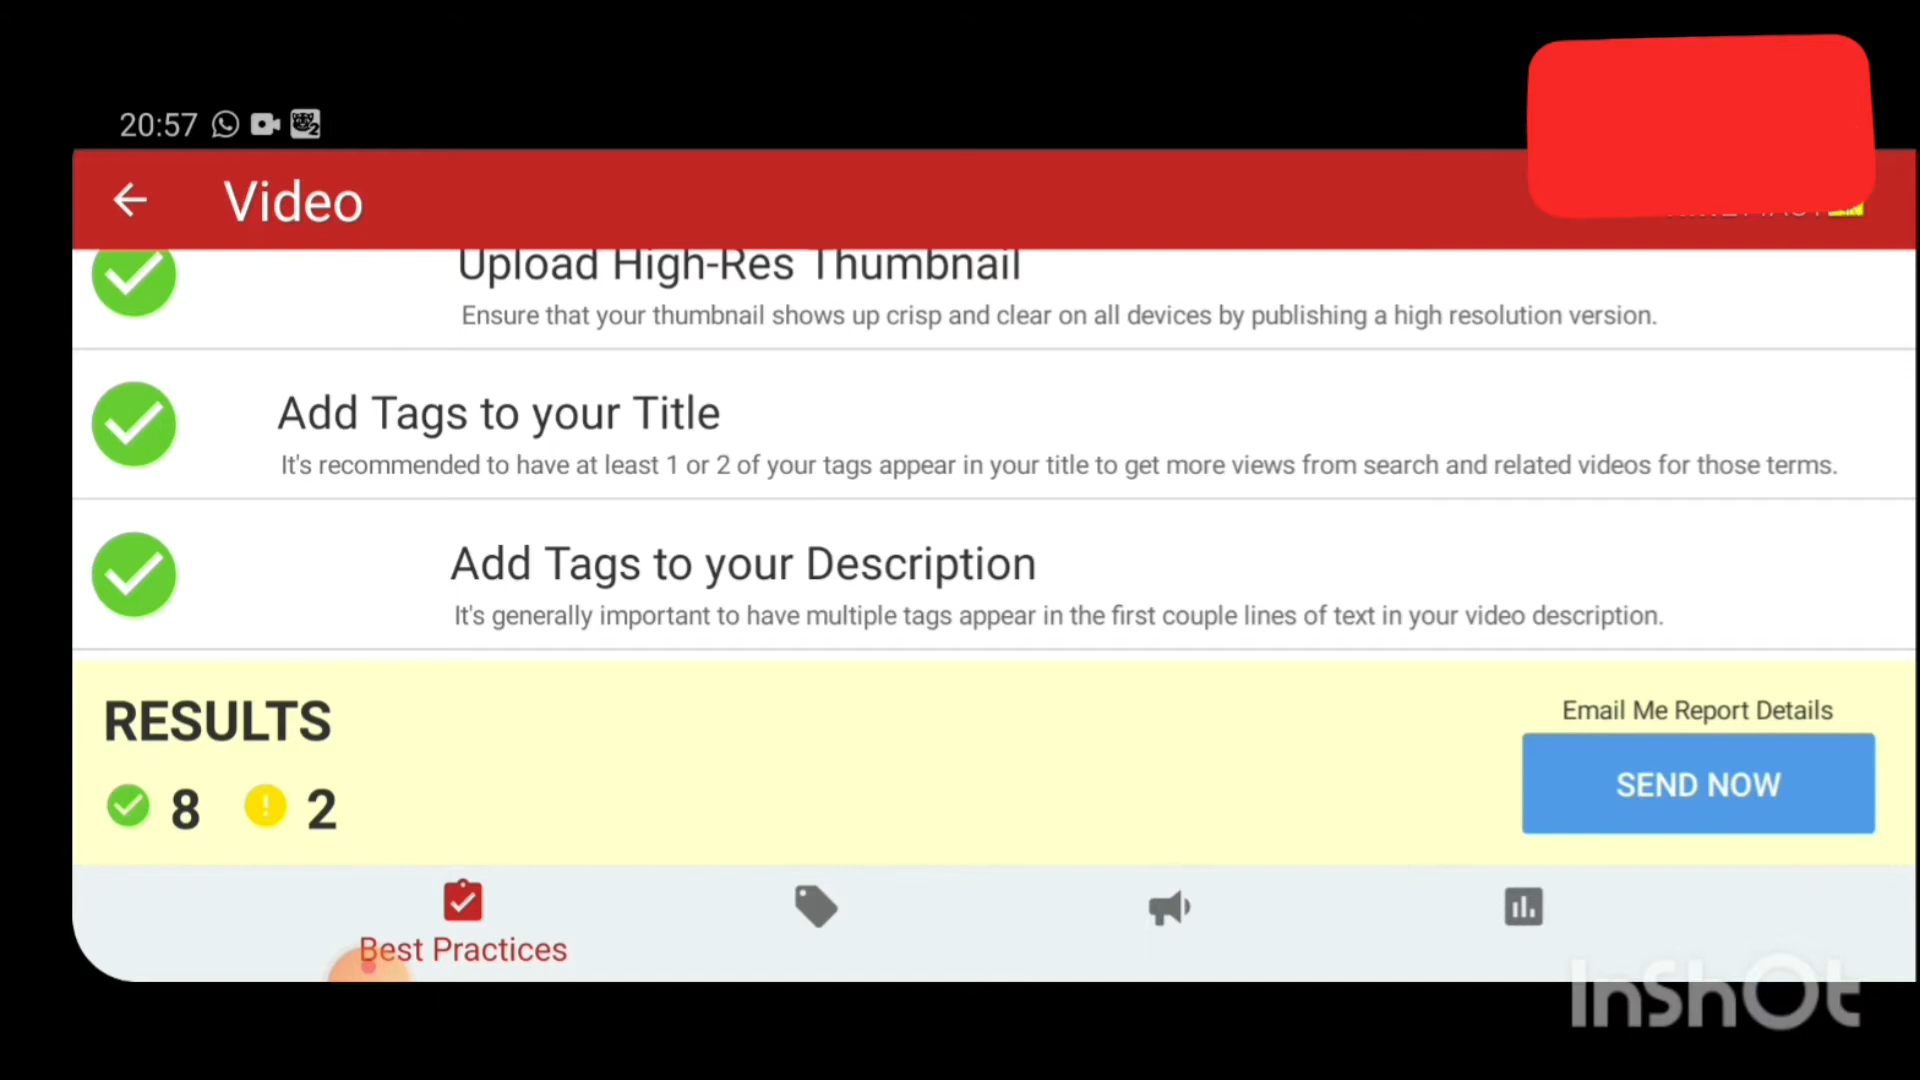 20:57
Video
Upload High-Res Thumbnail
Ensure that your thumbnail shows up crisp and clear on all devices by publishing a high resolution version.
Add Tags to your Title
It's recommended to have at least 1 or 2 of your tags appear in your title to get more views from search and related videos for those terms.
Add Tags to your Description
It's generally important to have multiple tags appear in the first couple lines of text in your video description.
RESULTS
8 2
Email Me Report Details
SEND NOW
Best Practices
InShOt